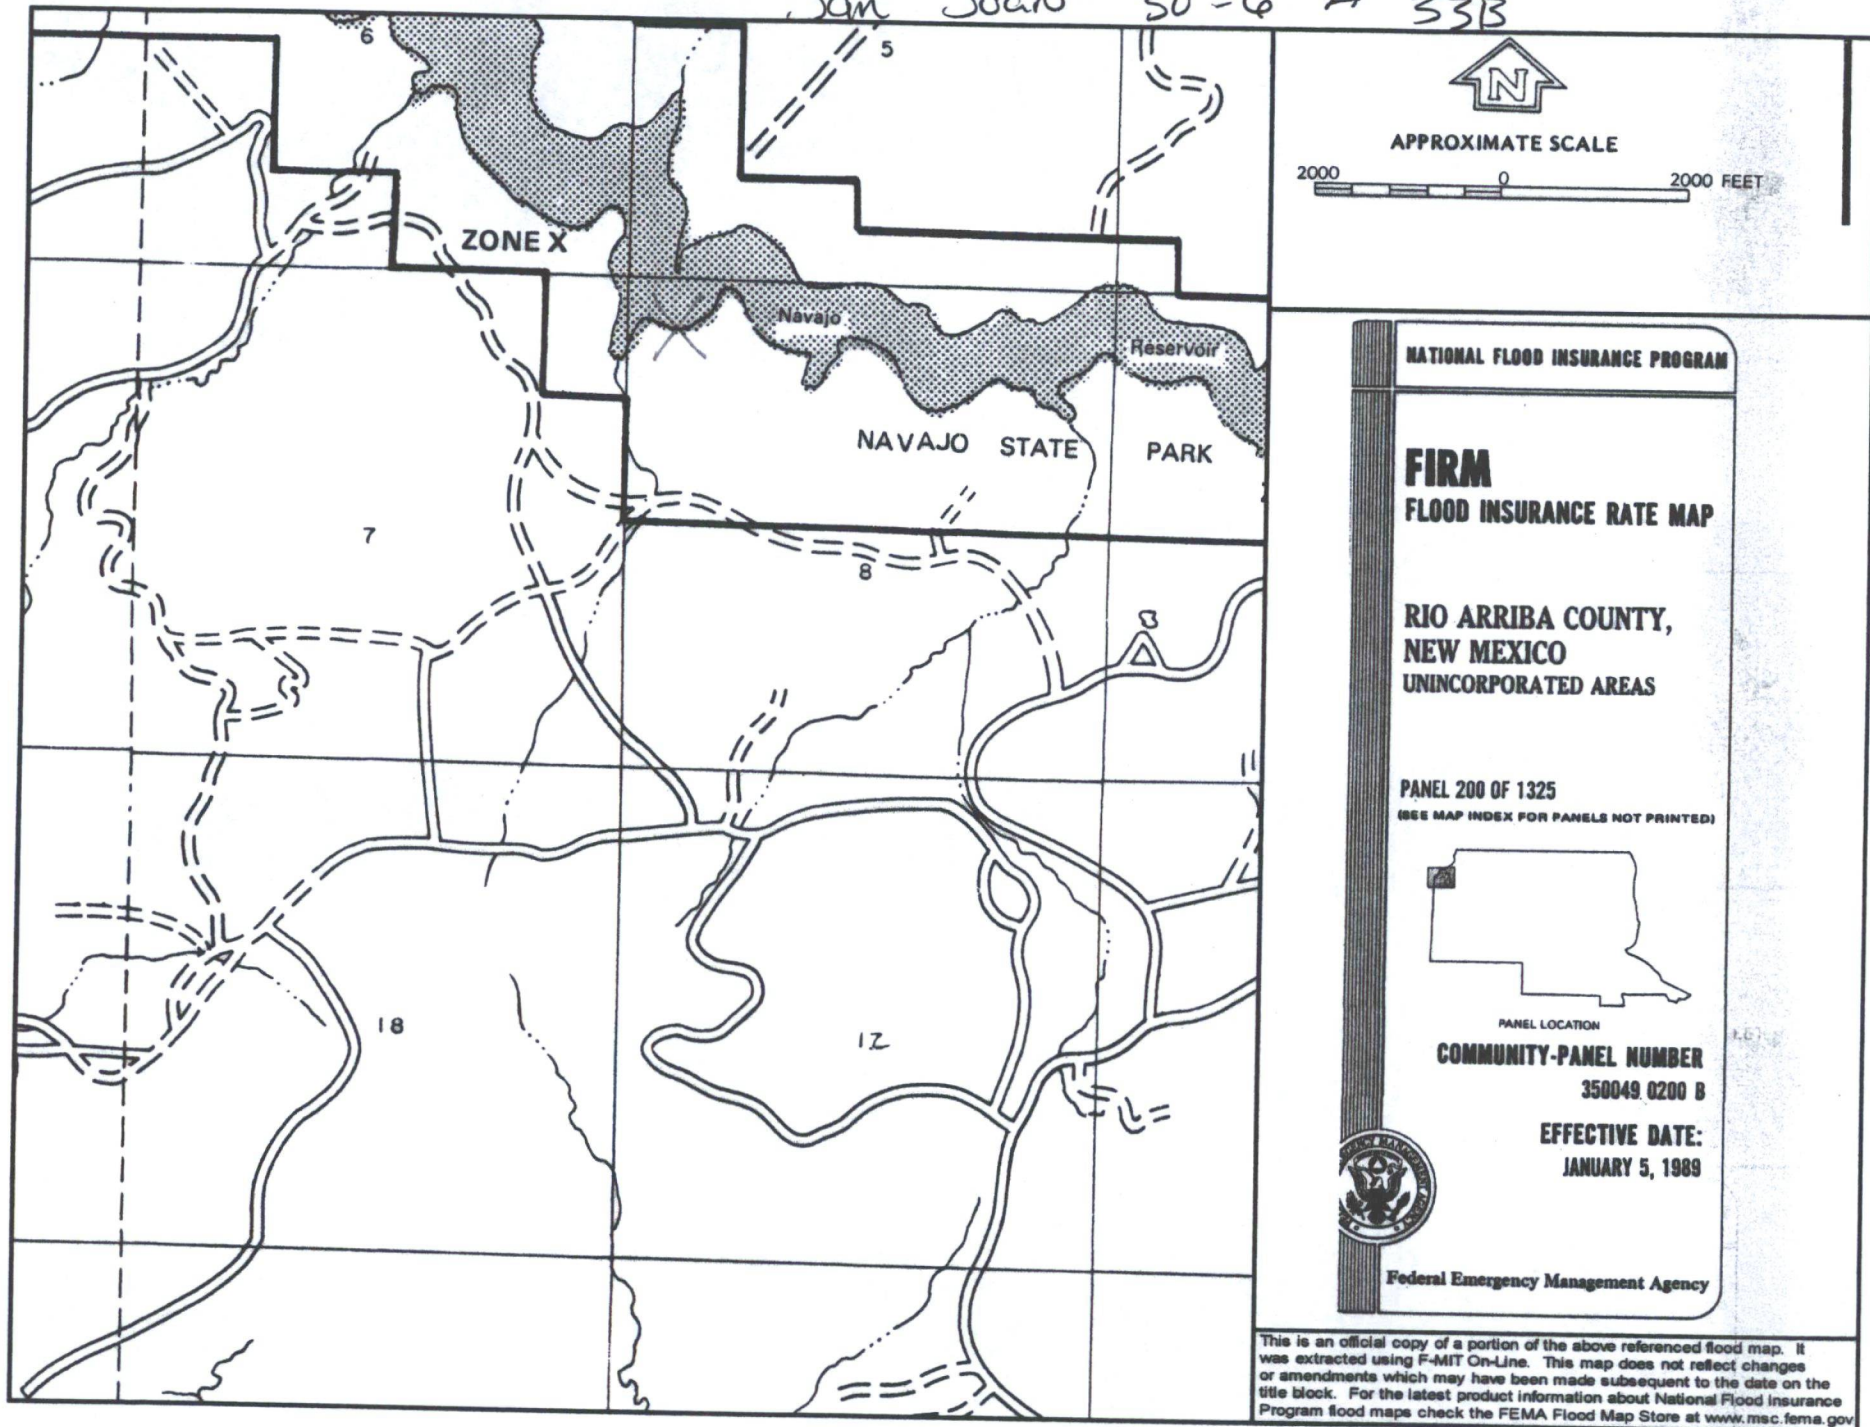 San Juan 30-6 # 53B
6
5
ZONE X
Navajo
Reservoir
NAVAJO STATE PARK
7
8
18
17
N
APPROXIMATE SCALE
2000 0 2000 FEET
NATIONAL FLOOD INSURANCE PROGRAM
FIRM
FLOOD INSURANCE RATE MAP
RIO ARRIBA COUNTY,
NEW MEXICO
UNINCORPORATED AREAS
PANEL 200 OF 1325
(SEE MAP INDEX FOR PANELS NOT PRINTED)
PANEL LOCATION
COMMUNITY-PANEL NUMBER
350049 0200 B
EFFECTIVE DATE:
JANUARY 5, 1989
Federal Emergency Management Agency
This is an official copy of a portion of the above referenced flood map. It
was extracted using F-MIT On-Line. This map does not reflect changes
or amendments which may have been made subsequent to the date on the
title block. For the latest product information about National Flood Insurance
Program flood maps check the FEMA Flood Map Store at www.msc.fema.gov